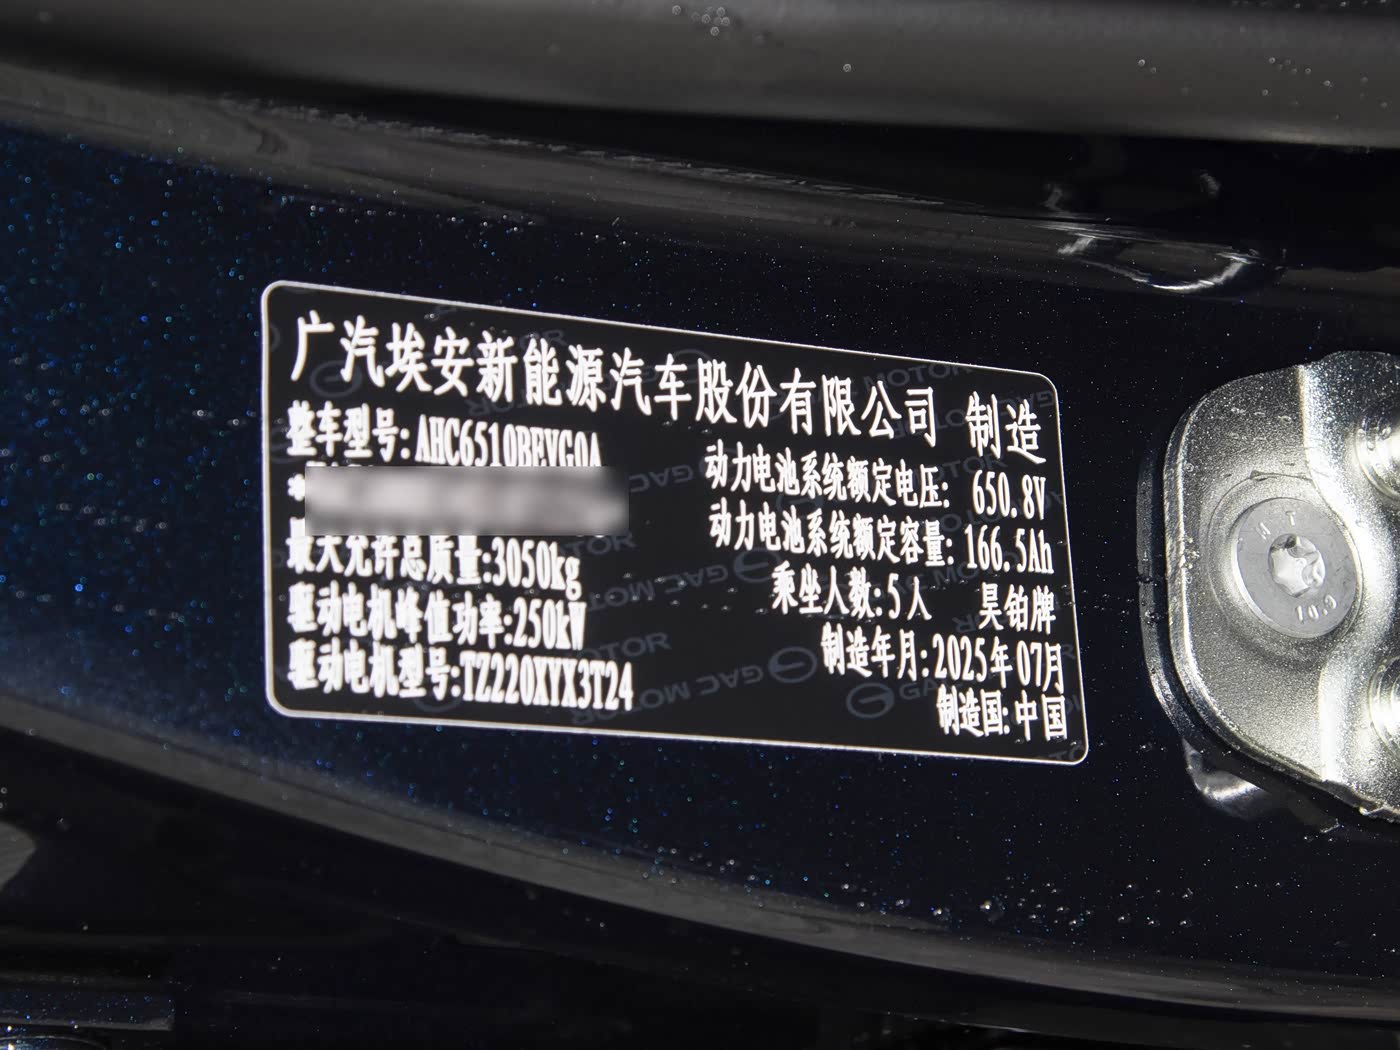 广汽埃安新能源汽车股份有限公司 制造
整车型号:AHC6510BEVG0A
动力电池系统额定电压: 650.8V
动力电池系统额定容量: 166.5Ah
最大允许总质量:3050kg
乘坐人数:5人 昊铂牌
驱动电机峰值功率:250kW
制造年月:2025年07月
驱动电机型号:TZ220XYX3T24
制造国:中国
GAC MOTOR
10.9